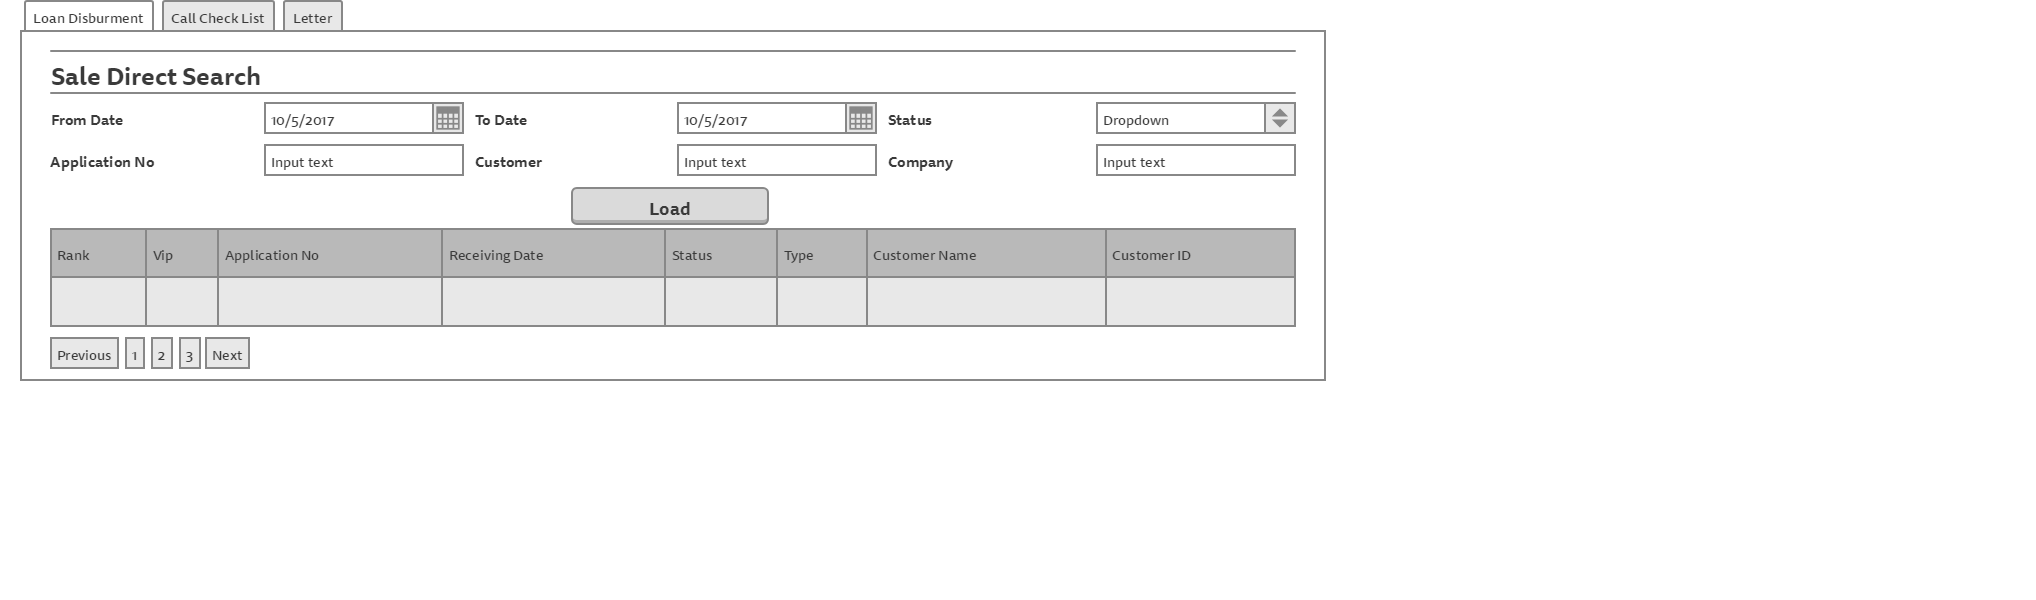 Loan Disburment Call Check List Letter
Sale Direct Search
From Date 10/5/2017 To Date 10/5/2017 Status Dropdown
Application No Input text Customer Input text Company Input text
Load
Rank Vip Application No Receiving Date Status Type Customer Name Customer ID
Previous 1 2 3 Next